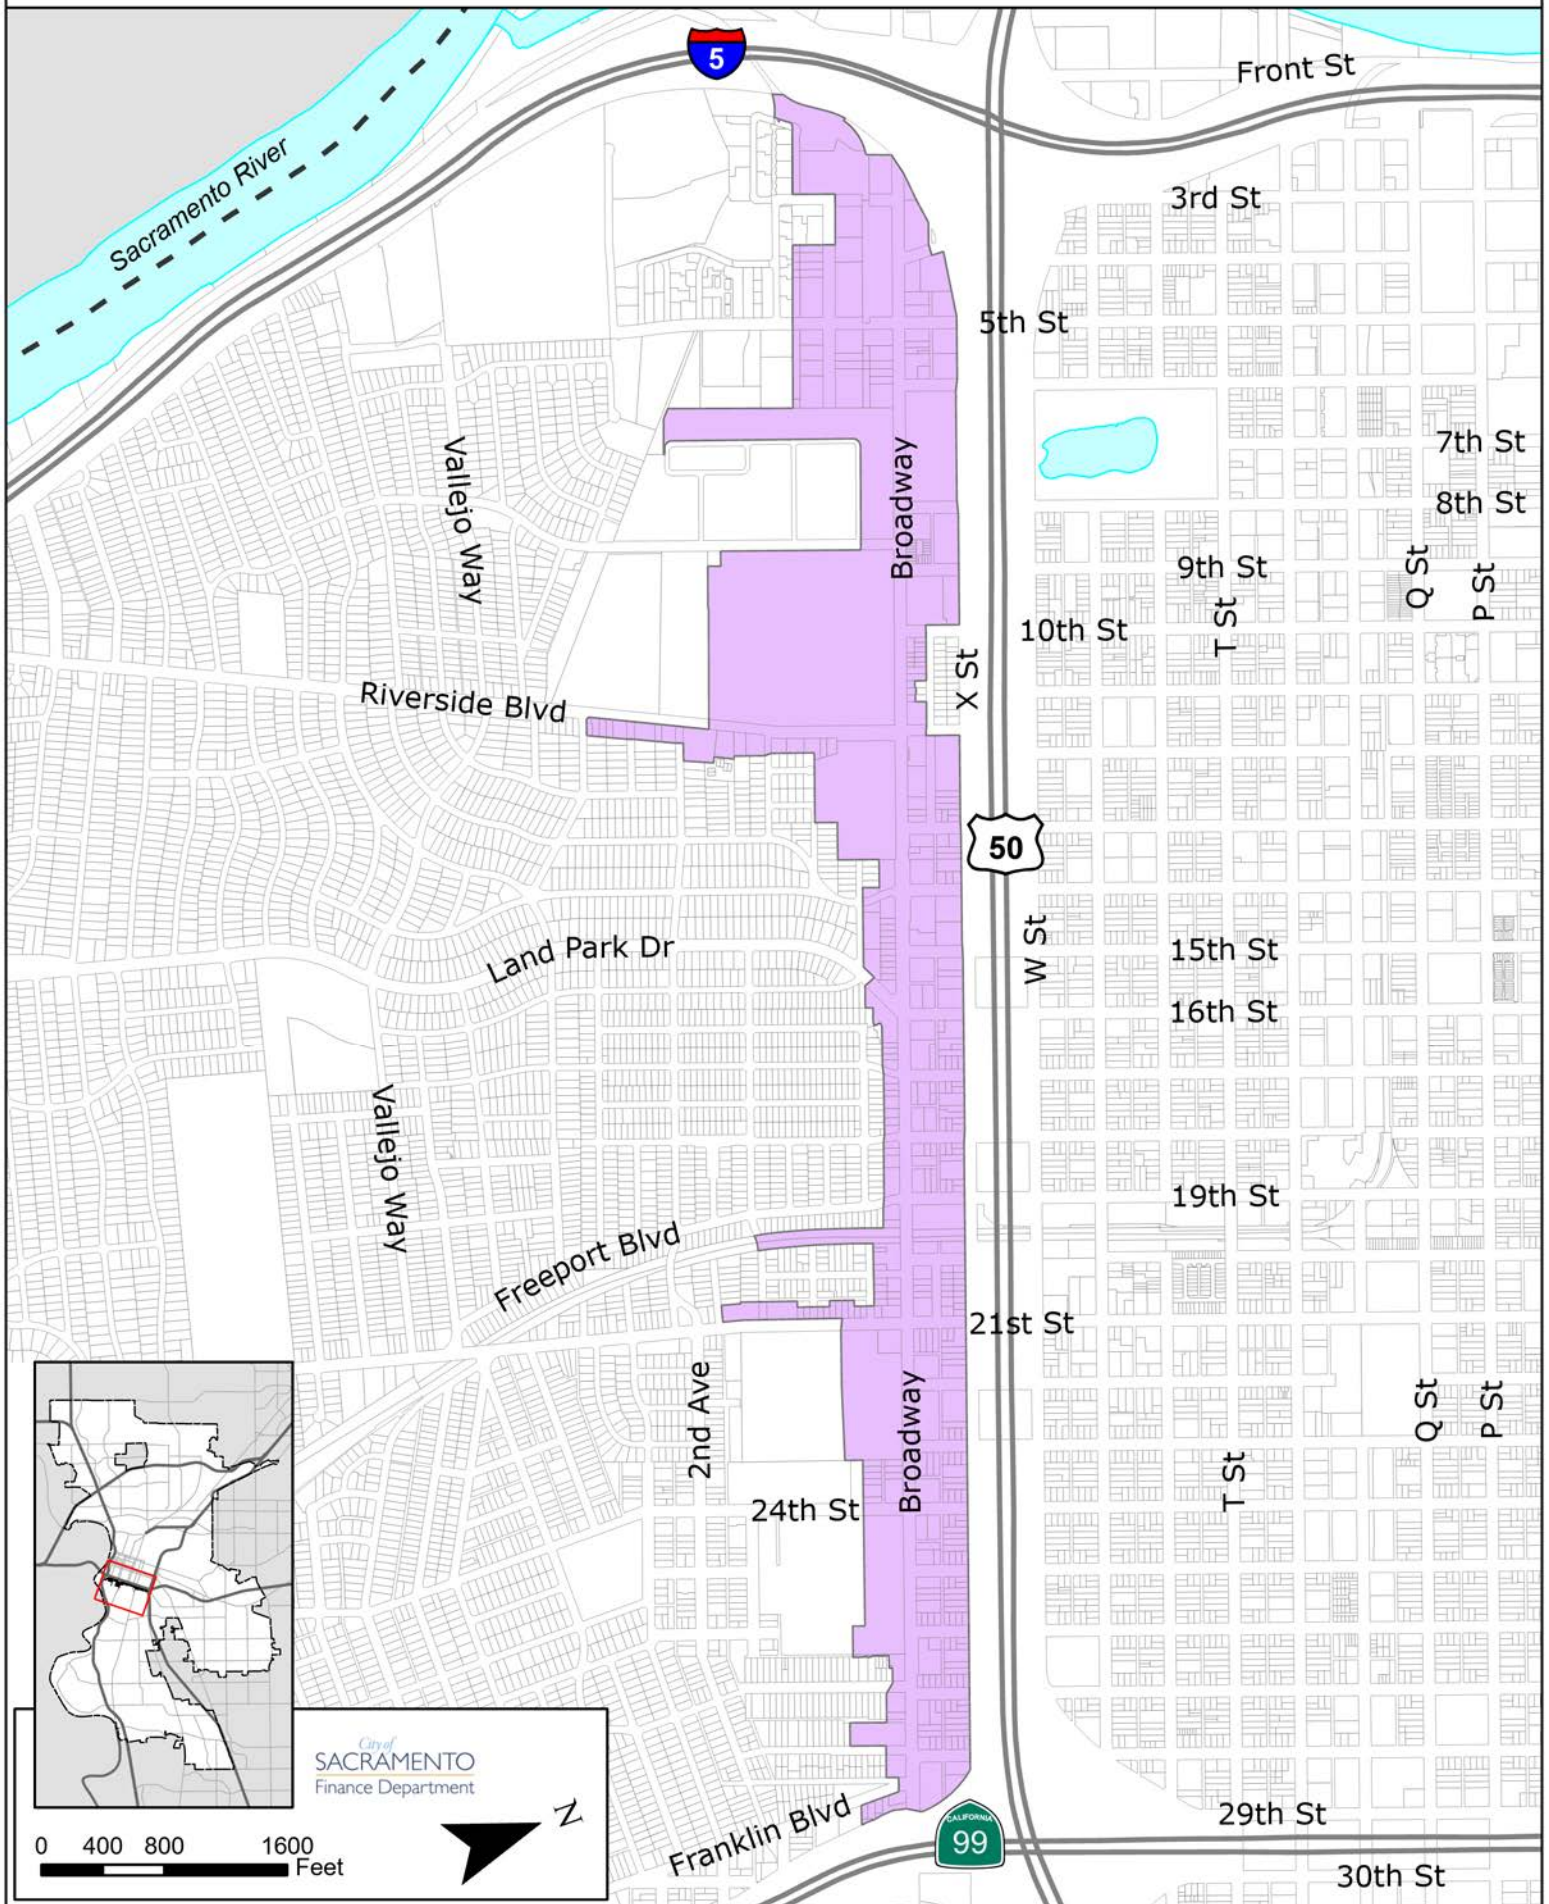 5
Front St
Sacramento River
3rd St
5th St
Vallejo Way
Broadway
7th St
8th St
9th St
Q St
P St
T St
10th St
X St
Riverside Blvd
50
W St
Land Park Dr
15th St
16th St
Vallejo Way
19th St
Freeport Blvd
21st St
2nd Ave
Broadway
Q St
P St
24th St
T St
City of
SACRAMENTO
Finance Department
N
0 400 800 1600
Feet
Franklin Blvd
CALIFORNIA
99
29th St
30th St